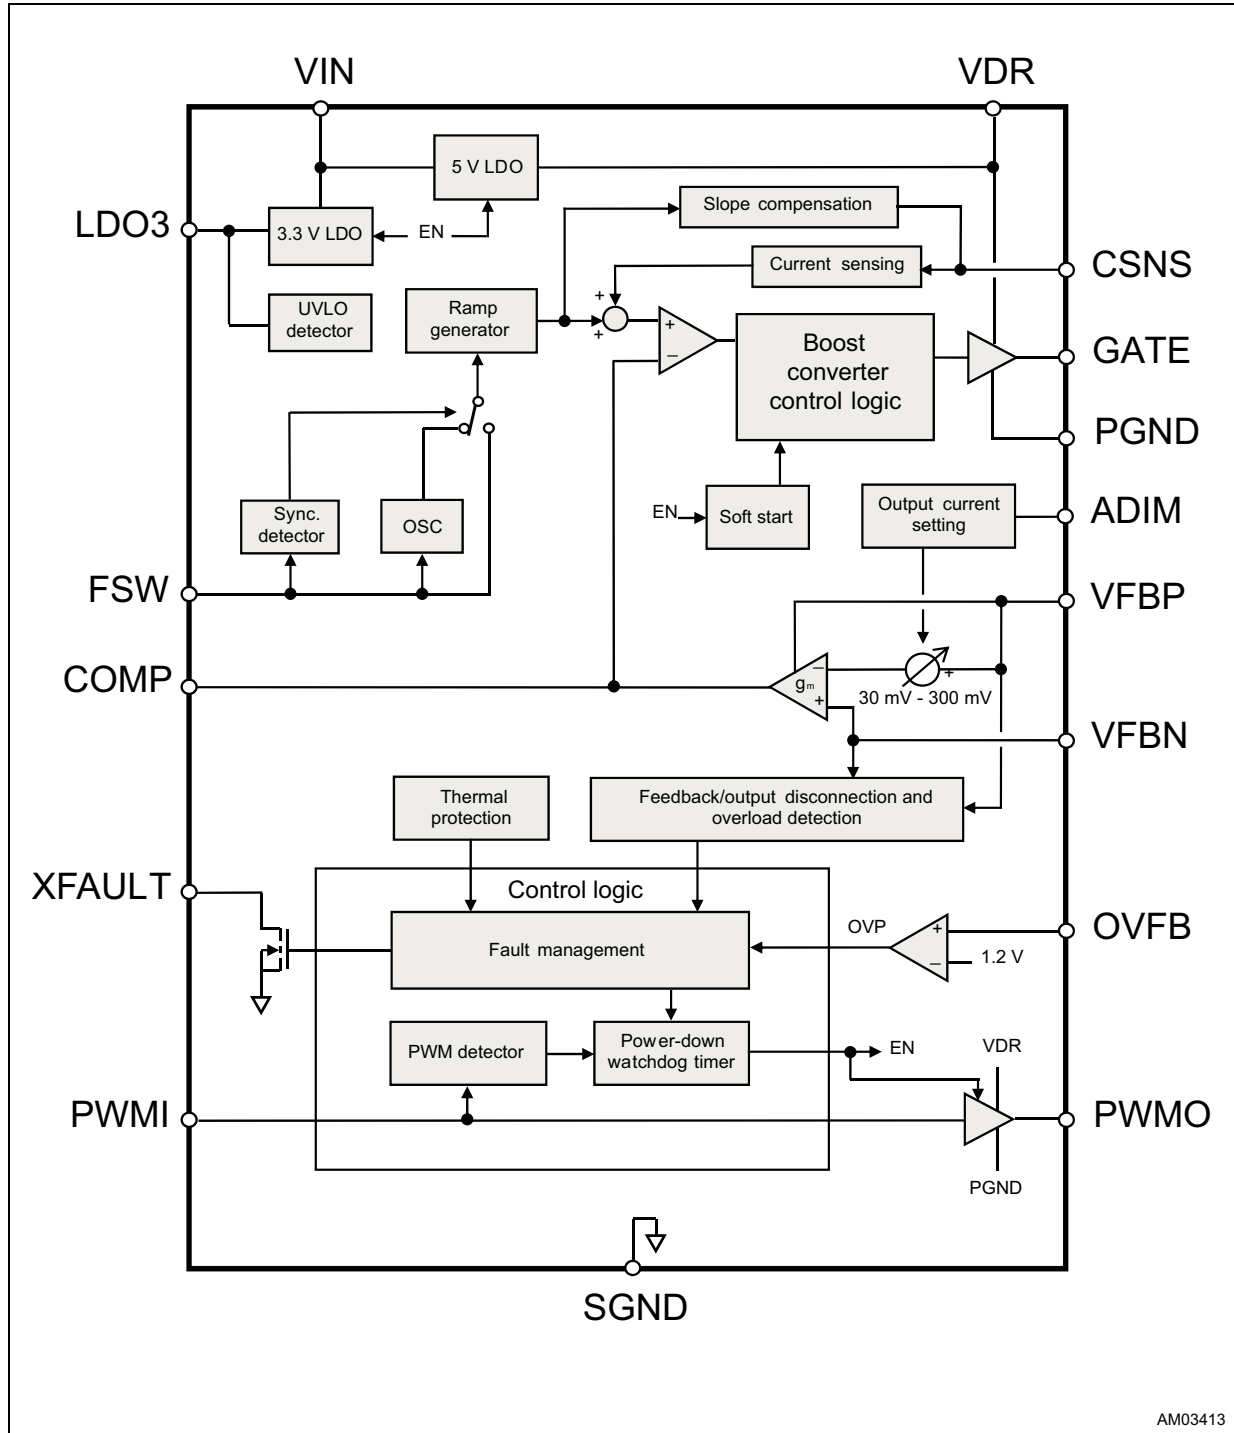 VIN
VDR
5 V LDO
Slope compensation
LDO3
3.3 V LDO
EN
Current sensing
CSNS
UVLO
detector
Ramp
generator
+
+
+
–
Boost
converter
control logic
GATE
PGND
Sync.
detector
OSC
EN
Soft start
Output current
setting
ADIM
FSW
VFBP
COMP
gm
–
+
+
30 mV - 300 mV
VFBN
Thermal
protection
Feedback/output disconnection and
overload detection
XFAULT
Control logic
Fault management
OVP
+
–
1.2 V
OVFB
PWM detector
Power-down
watchdog timer
EN
VDR
PWMI
PWMO
PGND
SGND
AM03413